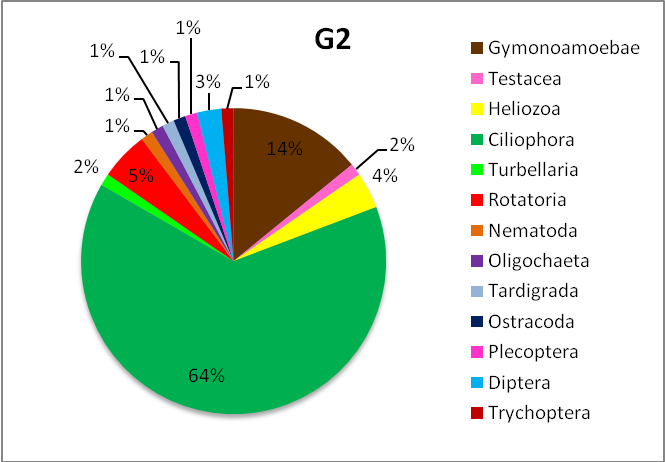 G2
1%
1%
1%
1%
1%
3%
1%
2%
5%
14%
2%
4%
64%
Gymonoamoebae
Testacea
Heliozoa
Ciliophora
Turbellaria
Rotatoria
Nematoda
Oligochaeta
Tardigrada
Ostracoda
Plecoptera
Diptera
Trychoptera